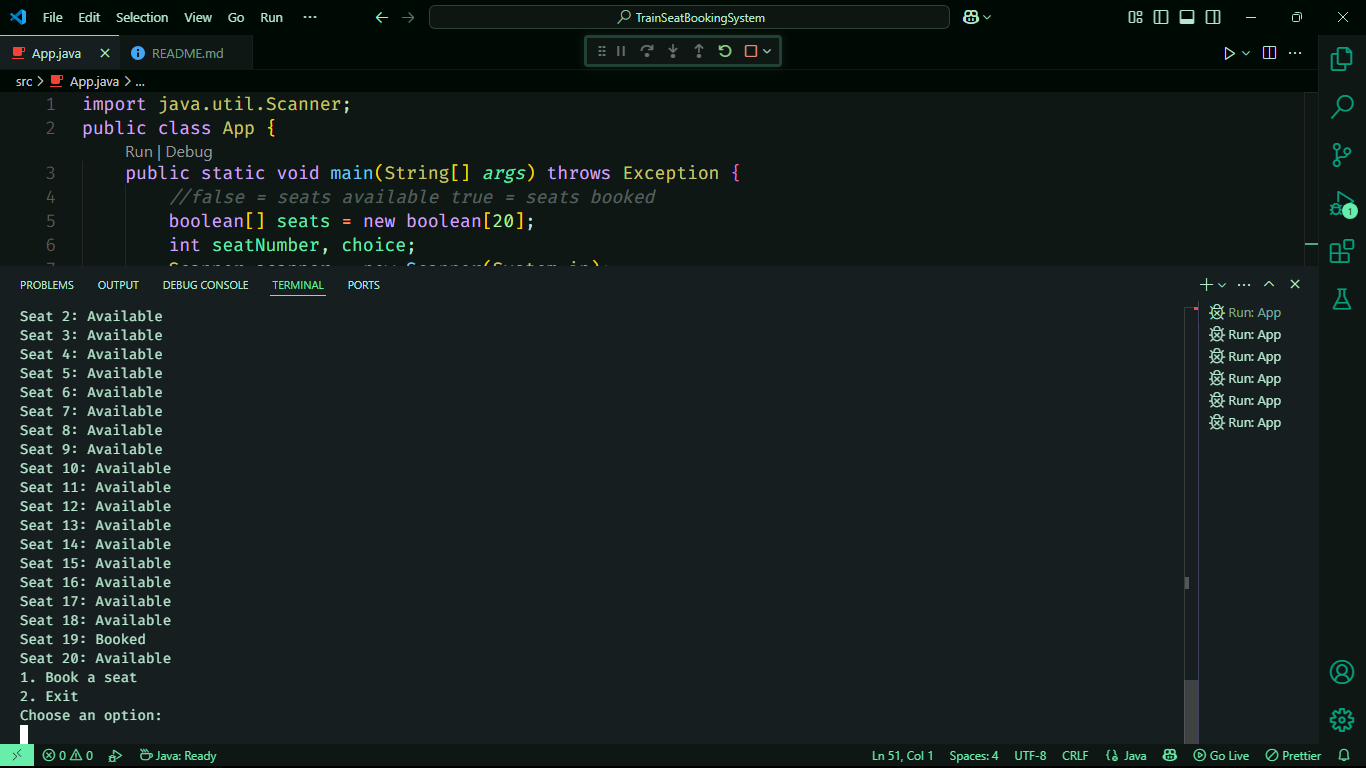 File Edit Selection View Go Run ··· TrainSeatBookingSystem
App.java README.md
src > App.java > ...
1 import java.util.Scanner;
2 public class App {
Run | Debug
3 public static void main(String[] args) throws Exception {
4 //false = seats available true = seats booked
5 boolean[] seats = new boolean[20];
6 int seatNumber, choice;
7 Scanner scanner = new Scanner(System.in);
PROBLEMS OUTPUT DEBUG CONSOLE TERMINAL PORTS
Seat 2: Available
Seat 3: Available
Seat 4: Available
Seat 5: Available
Seat 6: Available
Seat 7: Available
Seat 8: Available
Seat 9: Available
Seat 10: Available
Seat 11: Available
Seat 12: Available
Seat 13: Available
Seat 14: Available
Seat 15: Available
Seat 16: Available
Seat 17: Available
Seat 18: Available
Seat 19: Booked
Seat 20: Available
1. Book a seat
2. Exit
Choose an option:
Run: App
Run: App
Run: App
Run: App
Run: App
Run: App
1
0 0 Java: Ready Ln 51, Col 1 Spaces: 4 UTF-8 CRLF Java Go Live Prettier